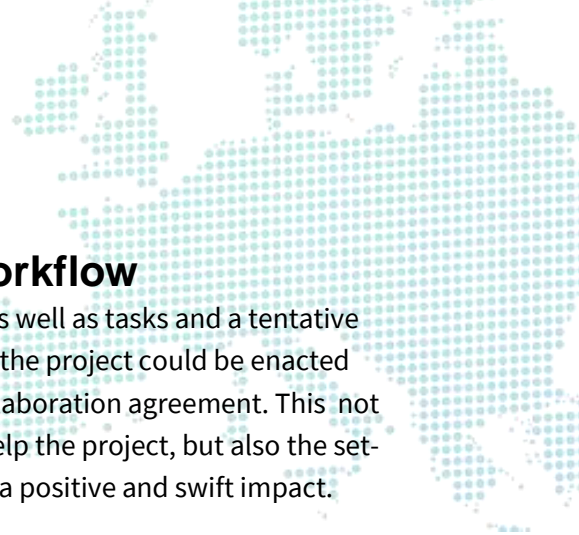 orkflow
s well as tasks and a tentative
the project could be enacted
aboration agreement. This not
elp the project, but also the set-
a positive and swift impact.